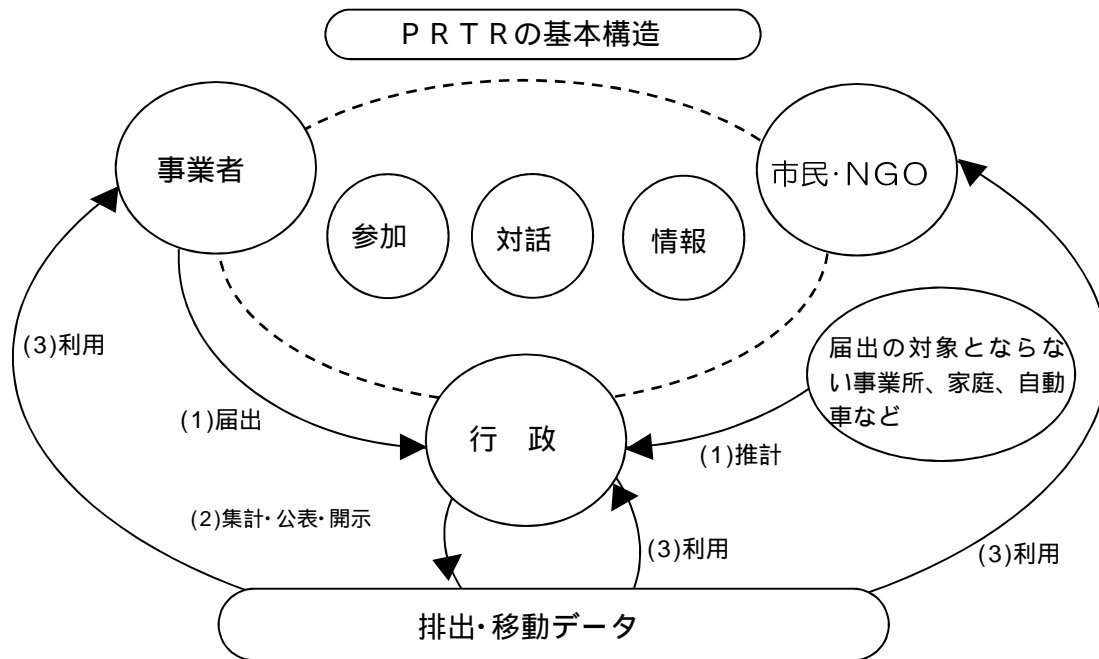 ＰＲＴＲの基本構造
事業者
市民・ＮＧＯ
参加
対話
情報
(3)利用
届出の対象とならな
い事業所、家庭、自動
車など
(1)届出
行　政
(1)推計
(2)集計・公表・開示
(3)利用
(3)利用
排出・移動データ